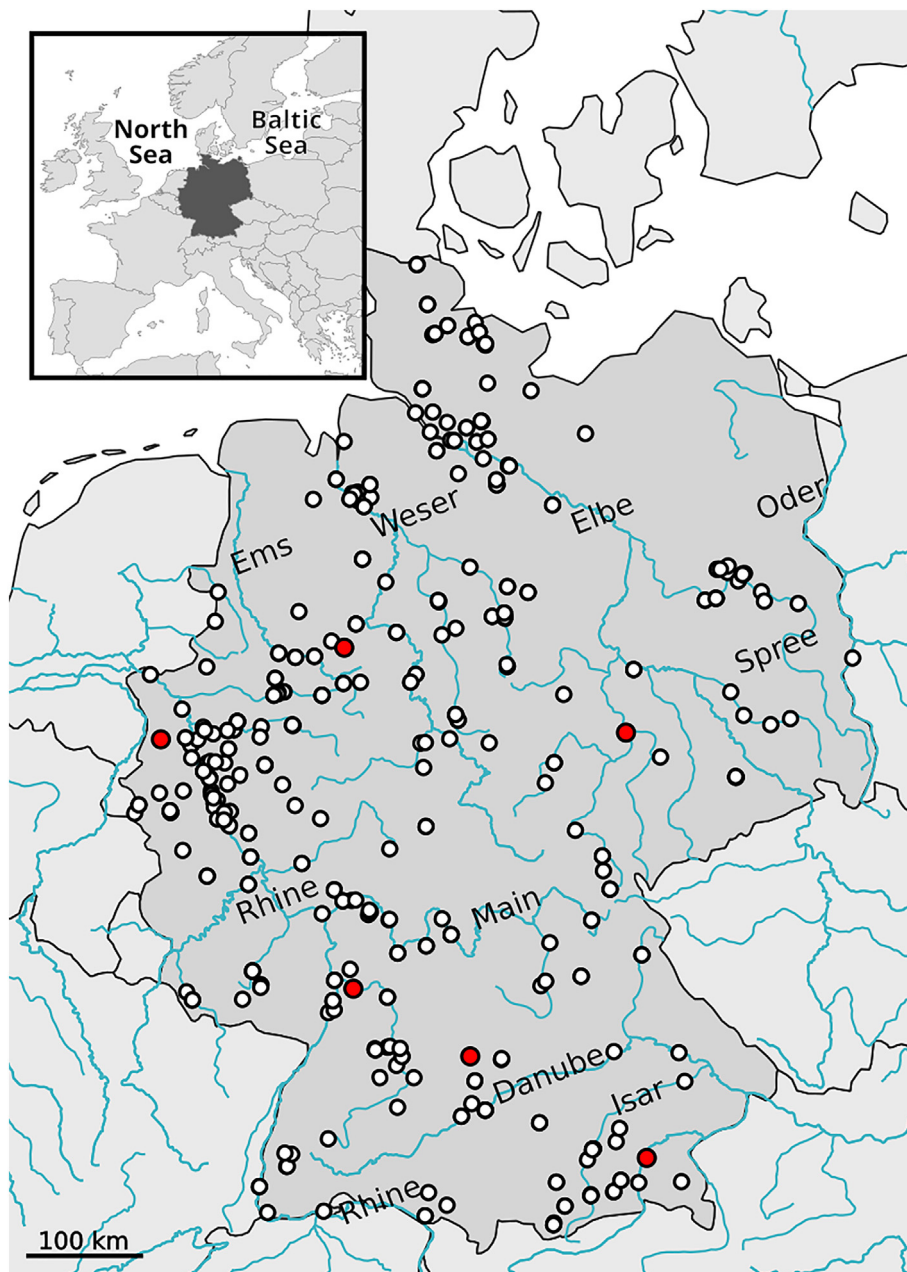 North
Sea
Baltic
Sea
Weser
Elbe
Oder
Ems
Spree
Rhine
Main
Danube
Isar
Rhine
100 km